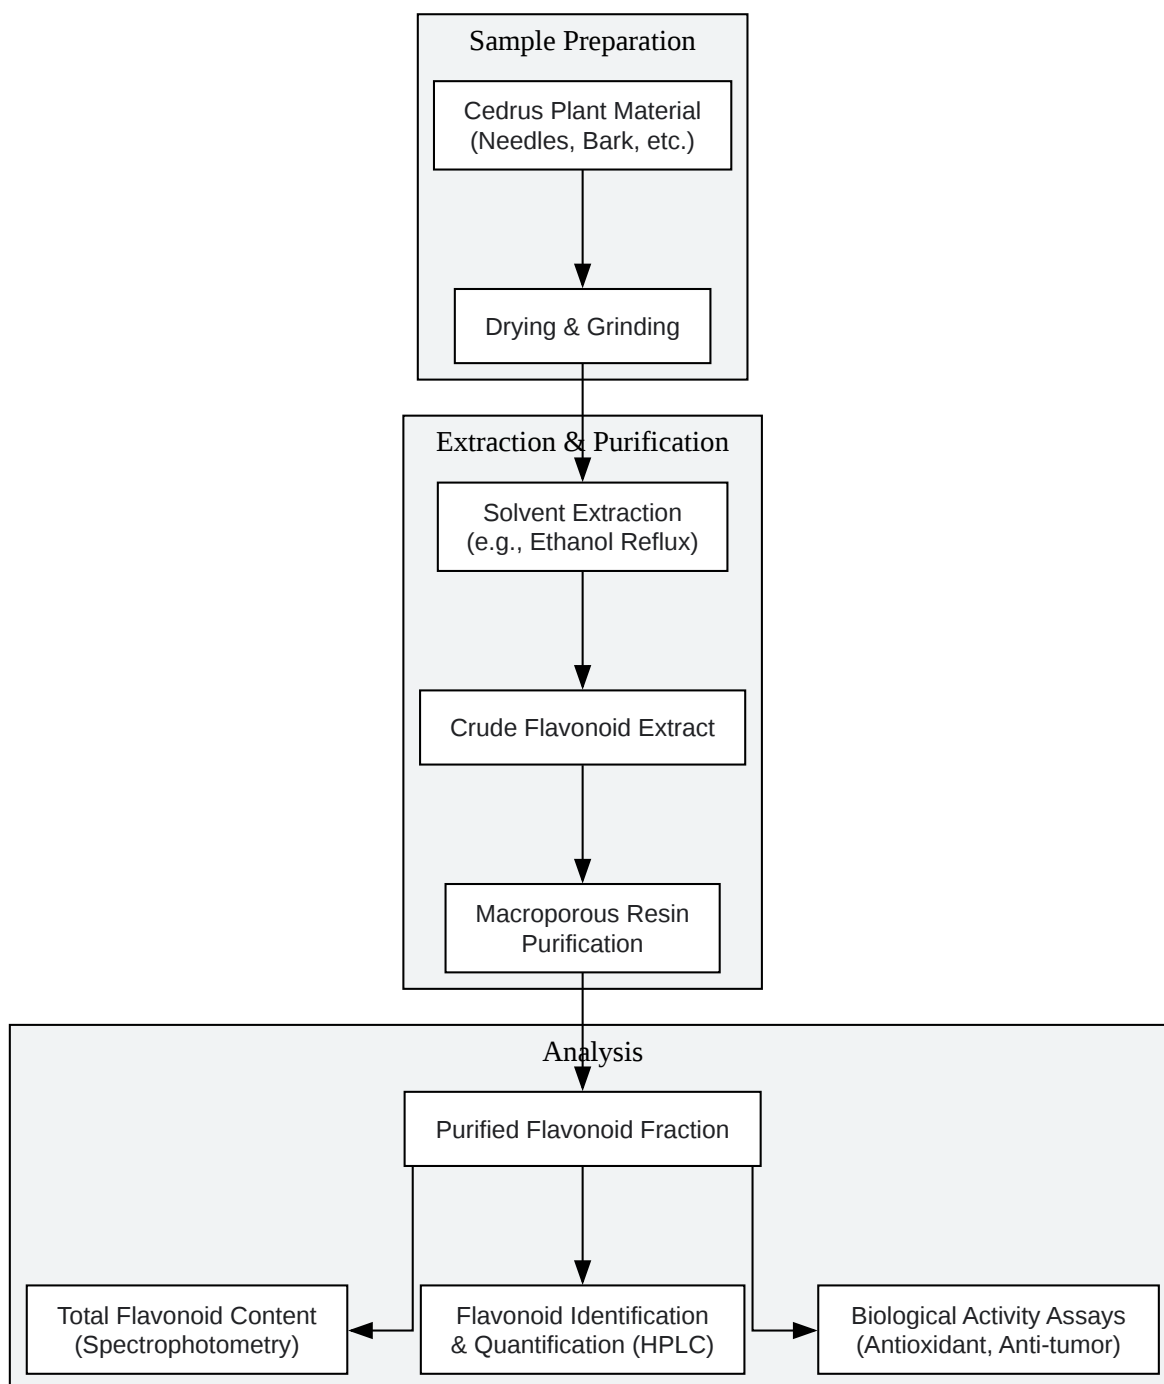 Sample Preparation
Cedrus Plant Material
(Needles, Bark, etc.)
Drying & Grinding
Extraction & Purification
Solvent Extraction
(e.g., Ethanol Reflux)
Crude Flavonoid Extract
Macroporous Resin
Purification
Analysis
Purified Flavonoid Fraction
Total Flavonoid Content
(Spectrophotometry)
Flavonoid Identification
& Quantification (HPLC)
Biological Activity Assays
(Antioxidant, Anti-tumor)